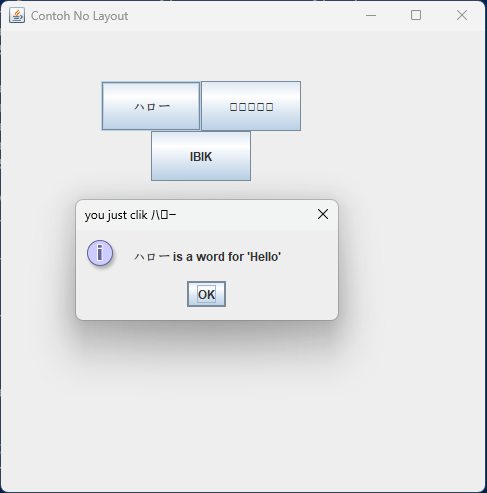 Contoh No Layout
ハロー
IBIK
you just clik ハロー
ハロー is a word for 'Hello'
OK